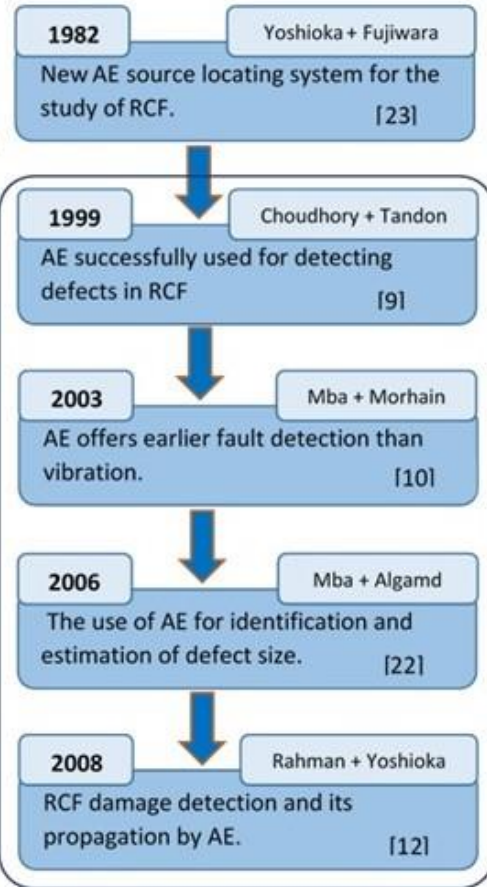 1982
Yoshioka + Fujiwara
New AE source locating system for the
study of RCF.
[23]
1999
Choudhory + Tandon
AE successfully used for detecting
defects in RCF
[9]
2003
Mba + Morhain
AE offers earlier fault detection than
vibration.
[10]
2006
Mba + Algamd
The use of AE for identification and
estimation of defect size.
[22]
2008
Rahman + Yoshioka
RCF damage detection and its
propagation by AE.
[12]